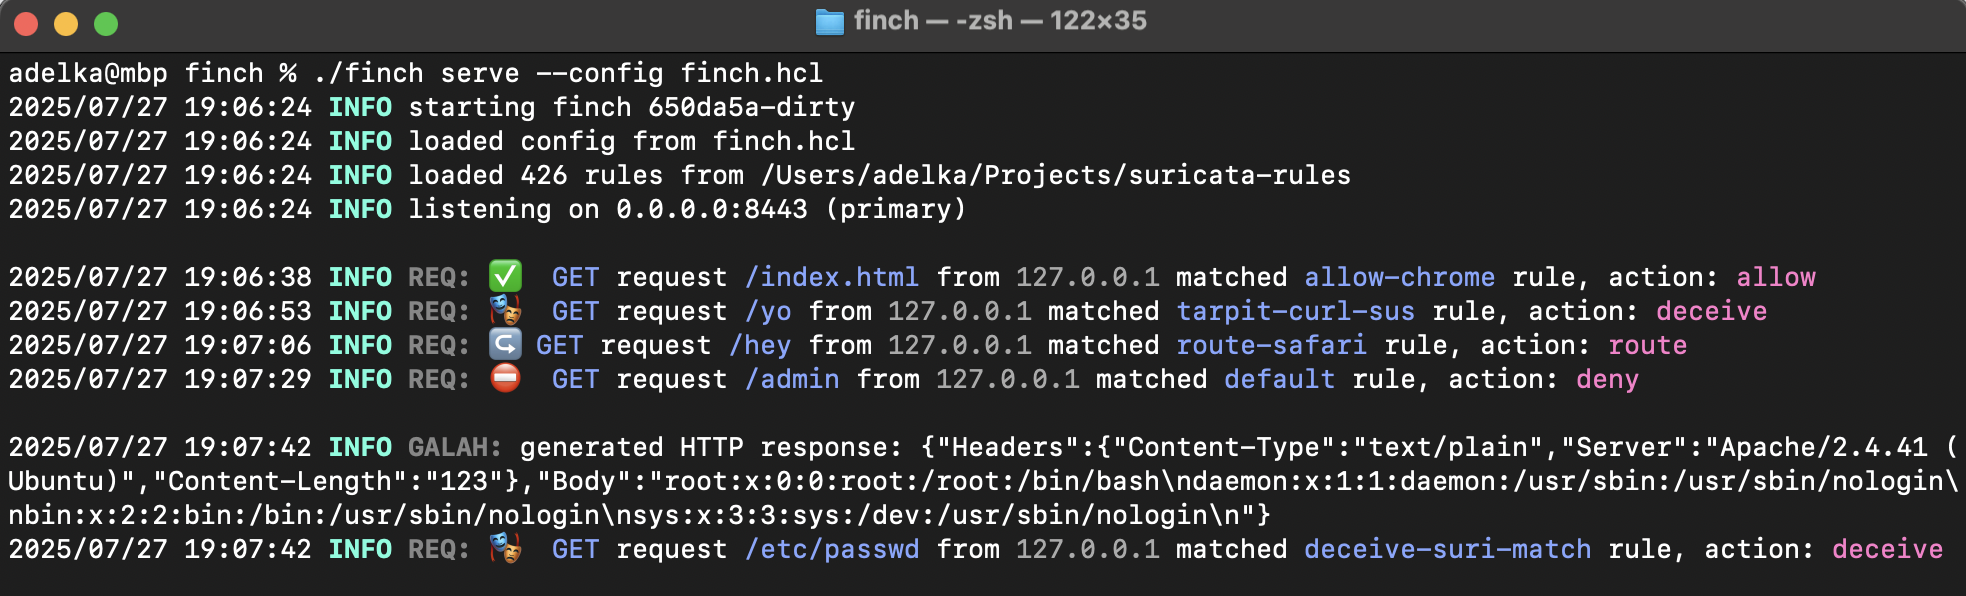 finch — -zsh — 122×35
adelka@mbp finch % ./finch serve --config finch.hcl
2025/07/27 19:06:24 INFO starting finch 650da5a-dirty
2025/07/27 19:06:24 INFO loaded config from finch.hcl
2025/07/27 19:06:24 INFO loaded 426 rules from /Users/adelka/Projects/suricata-rules
2025/07/27 19:06:24 INFO listening on 0.0.0.0:8443 (primary)
2025/07/27 19:06:38 INFO REQ: ✅ GET request /index.html from 127.0.0.1 matched allow-chrome rule, action: allow
2025/07/27 19:06:53 INFO REQ: 🎭 GET request /yo from 127.0.0.1 matched tarpit-curl-sus rule, action: deceive
2025/07/27 19:07:06 INFO REQ: ↪️ GET request /hey from 127.0.0.1 matched route-safari rule, action: route
2025/07/27 19:07:29 INFO REQ: ⛔ GET request /admin from 127.0.0.1 matched default rule, action: deny
2025/07/27 19:07:42 INFO GALAH: generated HTTP response: {"Headers":{"Content-Type":"text/plain","Server":"Apache/2.4.41 (
Ubuntu)","Content-Length":"123"},"Body":"root:x:0:0:root:/root:/bin/bash\ndaemon:x:1:1:daemon:/usr/sbin:/usr/sbin/nologin\
nbin:x:2:2:bin:/bin:/usr/sbin/nologin\nsys:x:3:3:sys:/dev:/usr/sbin/nologin\n"}
2025/07/27 19:07:42 INFO REQ: 🎭 GET request /etc/passwd from 127.0.0.1 matched deceive-suri-match rule, action: deceive